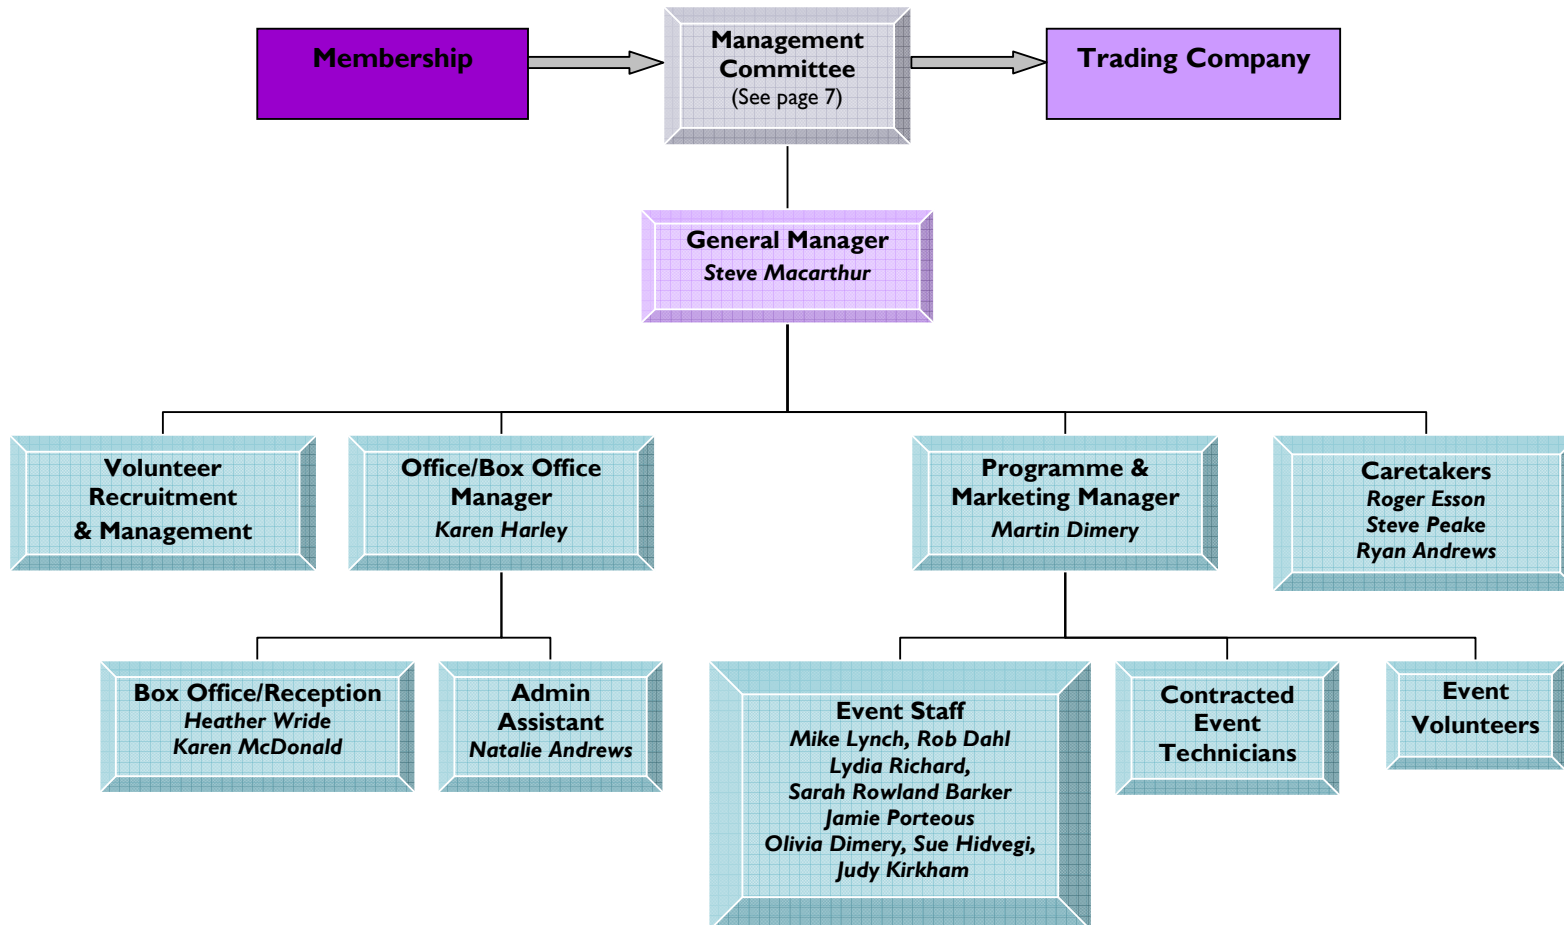 Membership
Management
Committee
(See page 7)
Trading Company
General Manager
Steve Macarthur
Volunteer
Recruitment
& Management
Office/Box Office
Manager
Karen Harley
Programme &
Marketing Manager
Martin Dimery
Caretakers
Roger Esson
Steve Peake
Ryan Andrews
Box Office/Reception
Heather Wride
Karen McDonald
Admin
Assistant
Natalie Andrews
Event Staff
Mike Lynch, Rob Dahl
Lydia Richard,
Sarah Rowland Barker
Jamie Porteous
Olivia Dimery, Sue Hidvegi,
Judy Kirkham
Contracted
Event
Technicians
Event
Volunteers